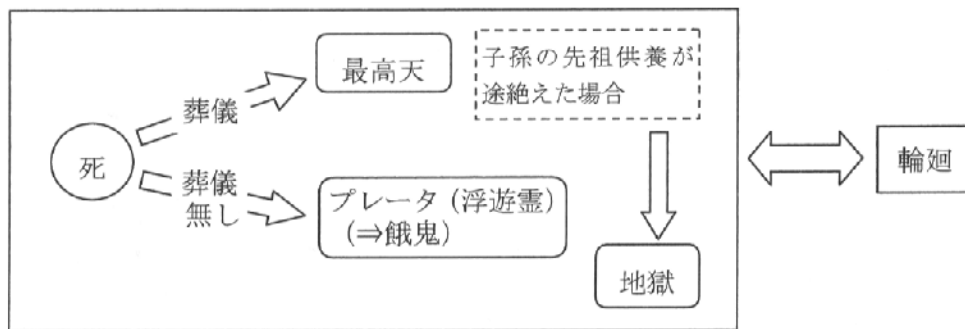 最高天
子孫の先祖供養が
途絶えた場合
葬儀
死
輪廻
葬儀
無し
プレータ（浮遊霊）
（⇒餓鬼）
地獄